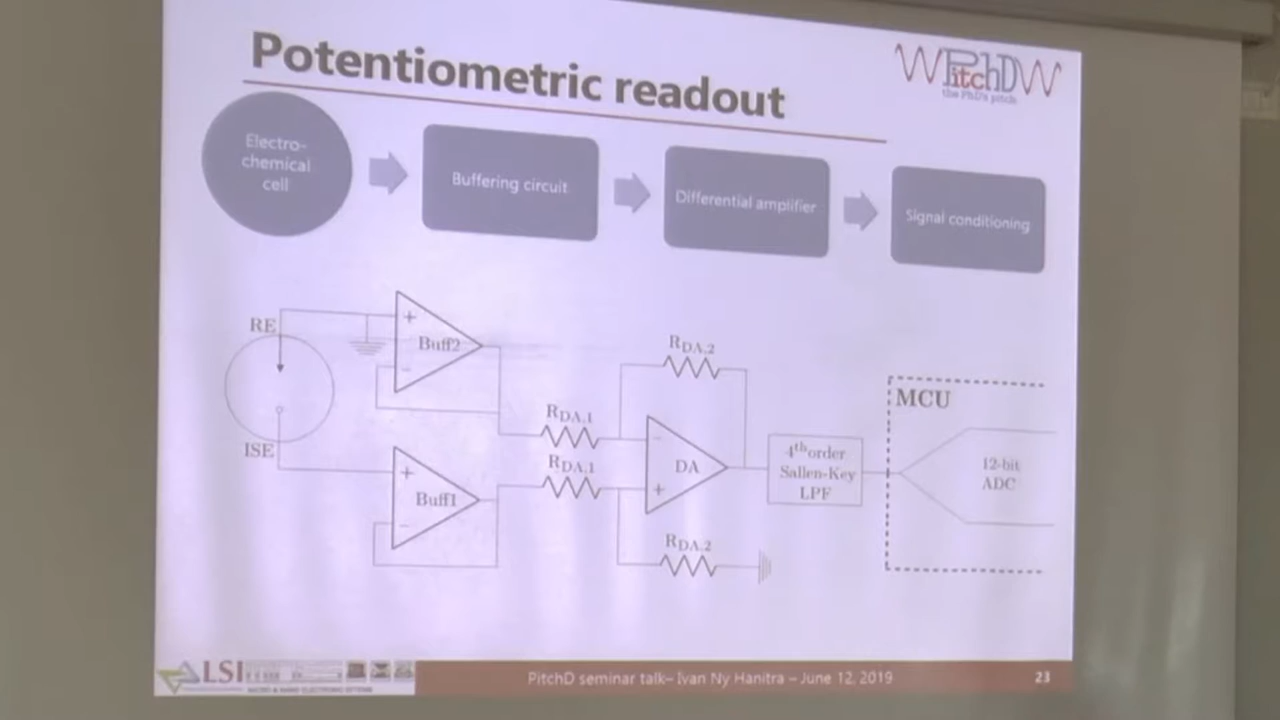 Potentiometric readout
WPitchDW
the PhD's pitch
Electro-
chemical
cell
Buffering circuit
Differential amplifier
Signal conditioning
RE
+
Buff2
-
ISE
+
Buff1
-
RDA,1
RDA,1
RDA,2
-
DA
+
RDA,2
4th order
Sallen-Key
LPF
MCU
12-bit
ADC
LSI
PitchD seminar talk– Ivan Ny Hanitra – June 12, 2019
23